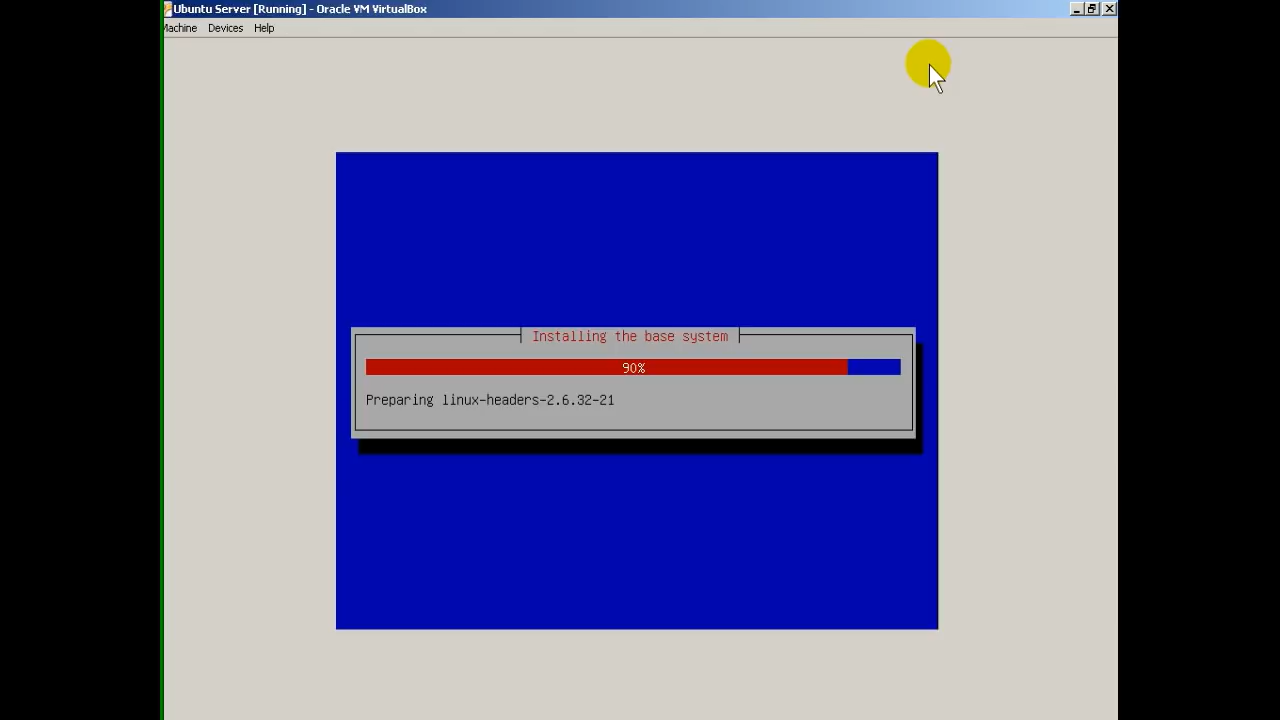 Ubuntu Server [Running] - Oracle VM VirtualBox
Machine Devices Help
Installing the base system
90%
Preparing linux-headers-2.6.32-21